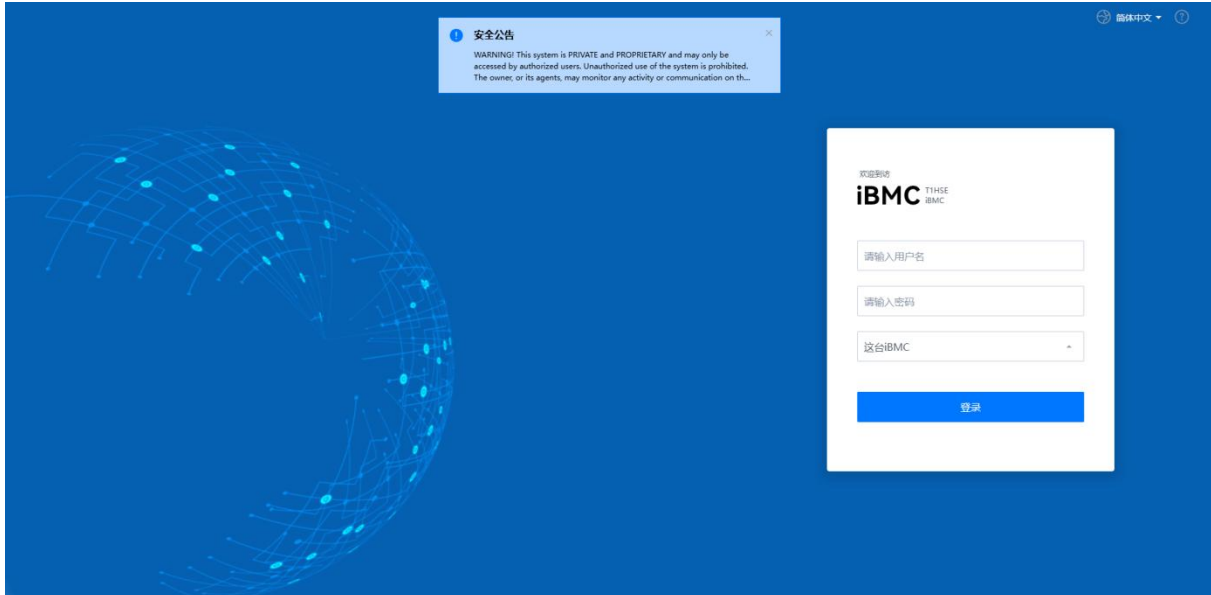 简体中文
安全公告
WARNING! This system is PRIVATE and PROPRIETARY and may only be
accessed by authorized users. Unauthorized use of the system is prohibited.
The owner, or its agents, may monitor any activity or communication on th...
欢迎到访
iBMC T1HSE
iBMC
请输入用户名
请输入密码
这台iBMC
登录